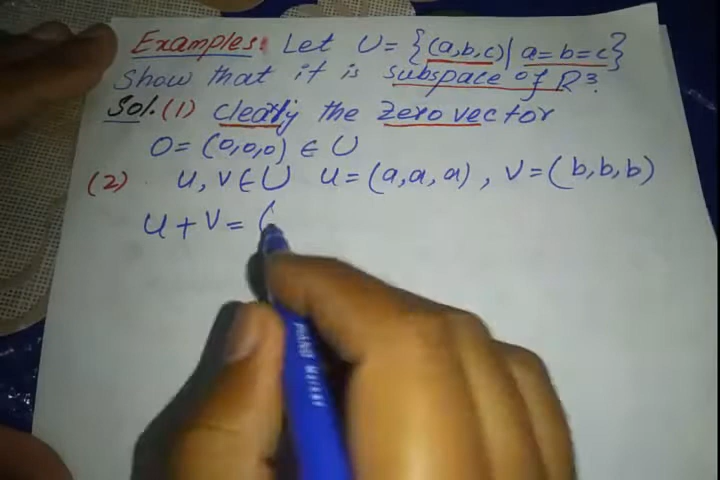 Examples: Let U = {(a,b,c) | a=b=c}
Show that it is subspace of R³.
Sol. (1) Clearly the zero vector
0 = (0,0,0) ∈ U
(2) u, v ∈ U u = (a,a,a), v = (b,b,b)
u + v = (
PIANO